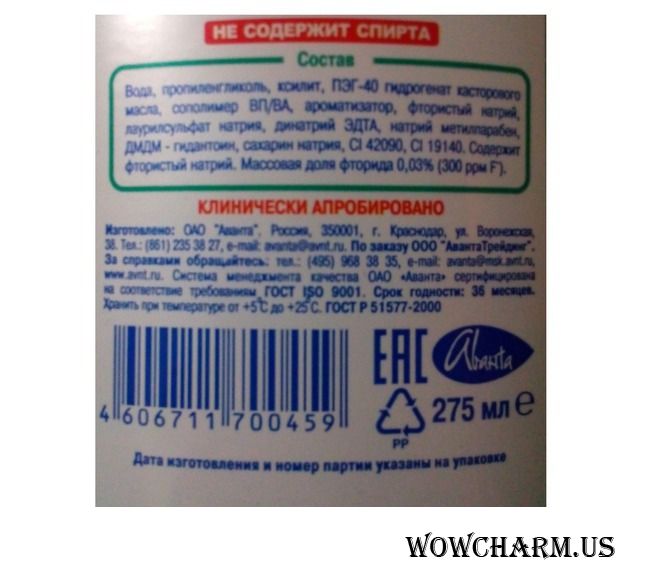 НЕ СОДЕРЖИТ СПИРТА
Состав
Вода, пропиленгликоль, ксилит, ПЭГ-40 гидрогенат касторового
масла, сополимер ВП/ВА, ароматизатор, фтористый натрий,
лаурилсульфат натрия, динатрий ЭДТА, натрий метилпарабен,
ДМДМ - гидантоин, сахарин натрия, CI 42090, CI 19140. Содержит
фтористый натрий. Массовая доля фторида 0,03% (300 ppm F⁻).
КЛИНИЧЕСКИ АПРОБИРОВАНО
Изготовлено: ОАО "Аванта", Россия, 350001, г. Краснодар, ул. Воронежская,
38. Тел.: (861) 235 38 27, e-mail: avanta@avnt.ru. По заказу ООО "АвантаТрейдинг".
За справками обращайтесь: тел.: (495) 968 38 35, e-mail: avanta@msk.avnt.ru,
www.avnt.ru. Система менеджмента качества ОАО «Аванта» сертифицирована
на соответствие требованиям ГОСТ ISO 9001. Срок годности: 36 месяцев.
Хранить при температуре от +5°C до +25°C. ГОСТ Р 51577-2000
EAC Avanta
4 606711 700459
275 мл e
PP
Дата изготовления и номер партии указаны на упаковке
WOWCHARM.US